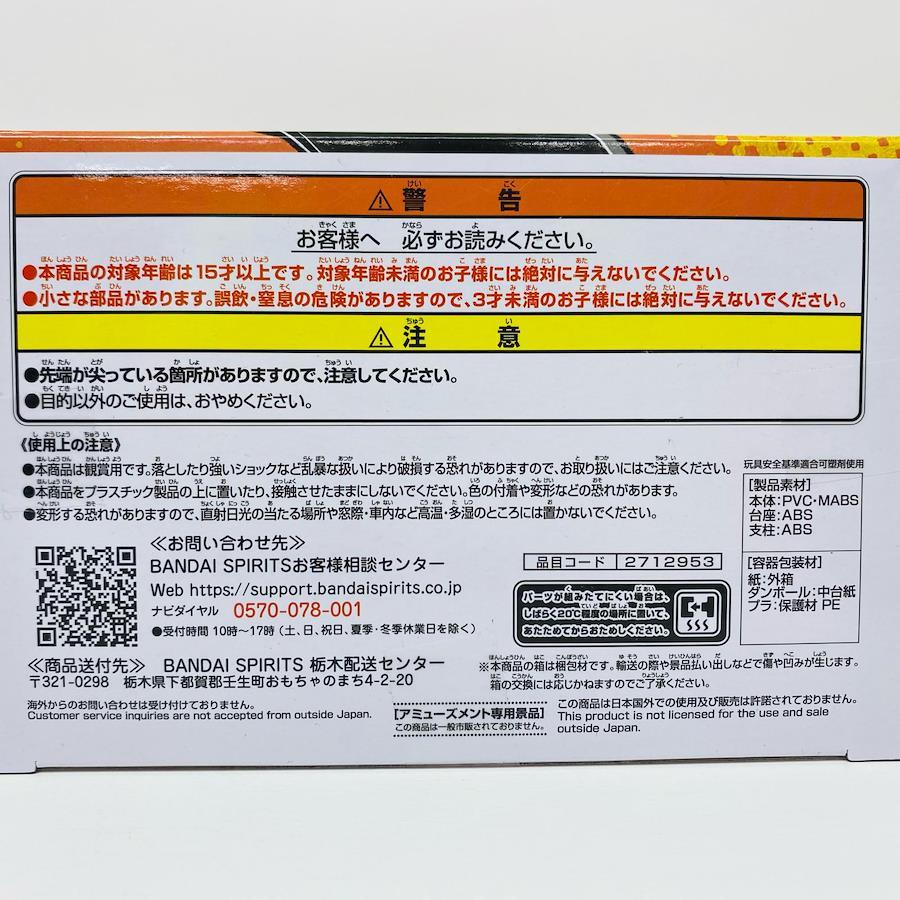 ⚠ 警告
お客様へ 必ずお読みください。
●本商品の対象年齢は15才以上です。対象年齢未満のお子様には絶対に与えないでください。
●小さな部品があります。誤飲・窒息の危険がありますので、3才未満のお子様には絶対に与えないでください。
⚠ 注意
●先端が尖っている箇所がありますので、注意してください。
●目的以外のご使用は、おやめください。
《使用上の注意》
●本商品は観賞用です。落としたり強いショックなど乱暴な扱いにより破損する恐れがありますので、お取り扱いにはご注意ください。
●本商品をプラスチック製品の上に置いたり、接触させたままにしないでください。色の付着や変形などの恐れがあります。
●変形する恐れがありますので、直射日光の当たる場所や窓際・車内など高温・多湿のところには置かないでください。
玩具安全基準適合可塑剤使用
[製品素材]
本体:PVC・MABS
台座:ABS
支柱:ABS
[容器包装材]
紙:外箱
ダンボール:中台紙
プラ:保護材 PE
≪お問い合わせ先≫
BANDAI SPIRITSお客様相談センター
Web https://support.bandaispirits.co.jp
ナビダイヤル 0570-078-001
●受付時間 10時〜17時(土、日、祝日、夏季・冬季休業日を除く)
品目コード 2712953
パーツが組みたてにくい場合は、
しばらく20℃程度の場所に置いて、
あたためてからおためしください。
≪商品送付先≫ BANDAI SPIRITS 栃木配送センター
〒321-0298 栃木県下都賀郡壬生町おもちゃのまち4-2-20
※本商品の箱は梱包材です。輸送の際や景品払い出しなどで傷や凹みが生じます。
箱の交換には応じかねますのでご了承ください。
海外からのお問い合わせは受け付けておりません。
Customer service inquiries are not accepted from outside Japan.
[アミューズメント専用景品]
この商品は一般市販されておりません。
この商品は日本国外での使用及び販売は許諾されておりません。
This product is not licensed for the use and sale
outside Japan.